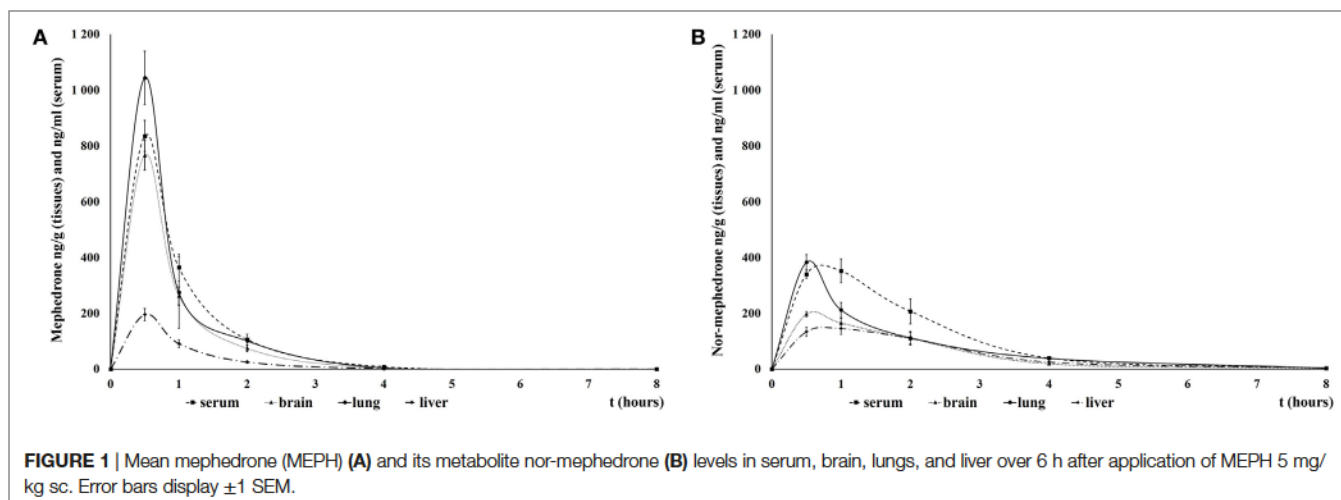 A
Mephedrone ng/g (tissues) and ng/ml (serum)
1 200
1 000
800
600
400
200
0
0 1 2 3 4 5 6 7 8
serum brain lung liver t (hours)
B
Nor-mephedrone ng/g (tissues) and ng/ml (serum)
1 200
1 000
800
600
400
200
0
0 1 2 3 4 5 6 7 8
serum brain lung liver t (hours)
FIGURE 1 | Mean mephedrone (MEPH) (A) and its metabolite nor-mephedrone (B) levels in serum, brain, lungs, and liver over 6 h after application of MEPH 5 mg/
kg sc. Error bars display ±1 SEM.